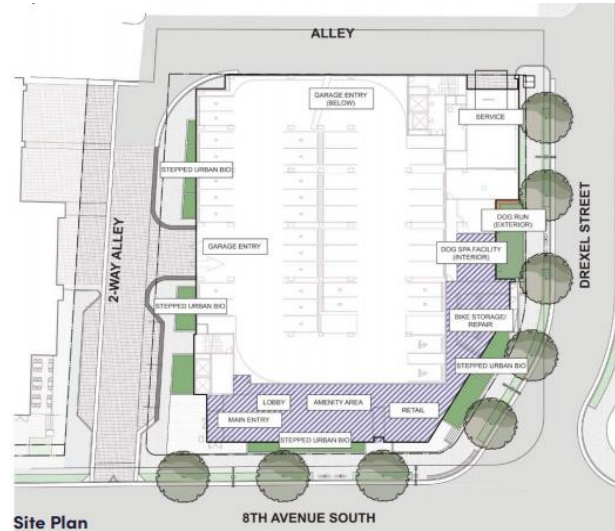 ALLEY
GARAGE ENTRY
(BELOW)
SERVICE
STEPPED URBAN BIO
DOG RUN
(EXTERIOR)
DREXEL STREET
2-WAY ALLEY
GARAGE ENTRY
DOG SPA FACILITY
(INTERIOR)
STEPPED URBAN BIO
BIKE STORAGE/
REPAIR
STEPPED URBAN BIO
LOBBY
AMENITY AREA
RETAIL
MAIN ENTRY
STEPPED URBAN BIO
8TH AVENUE SOUTH
Site Plan